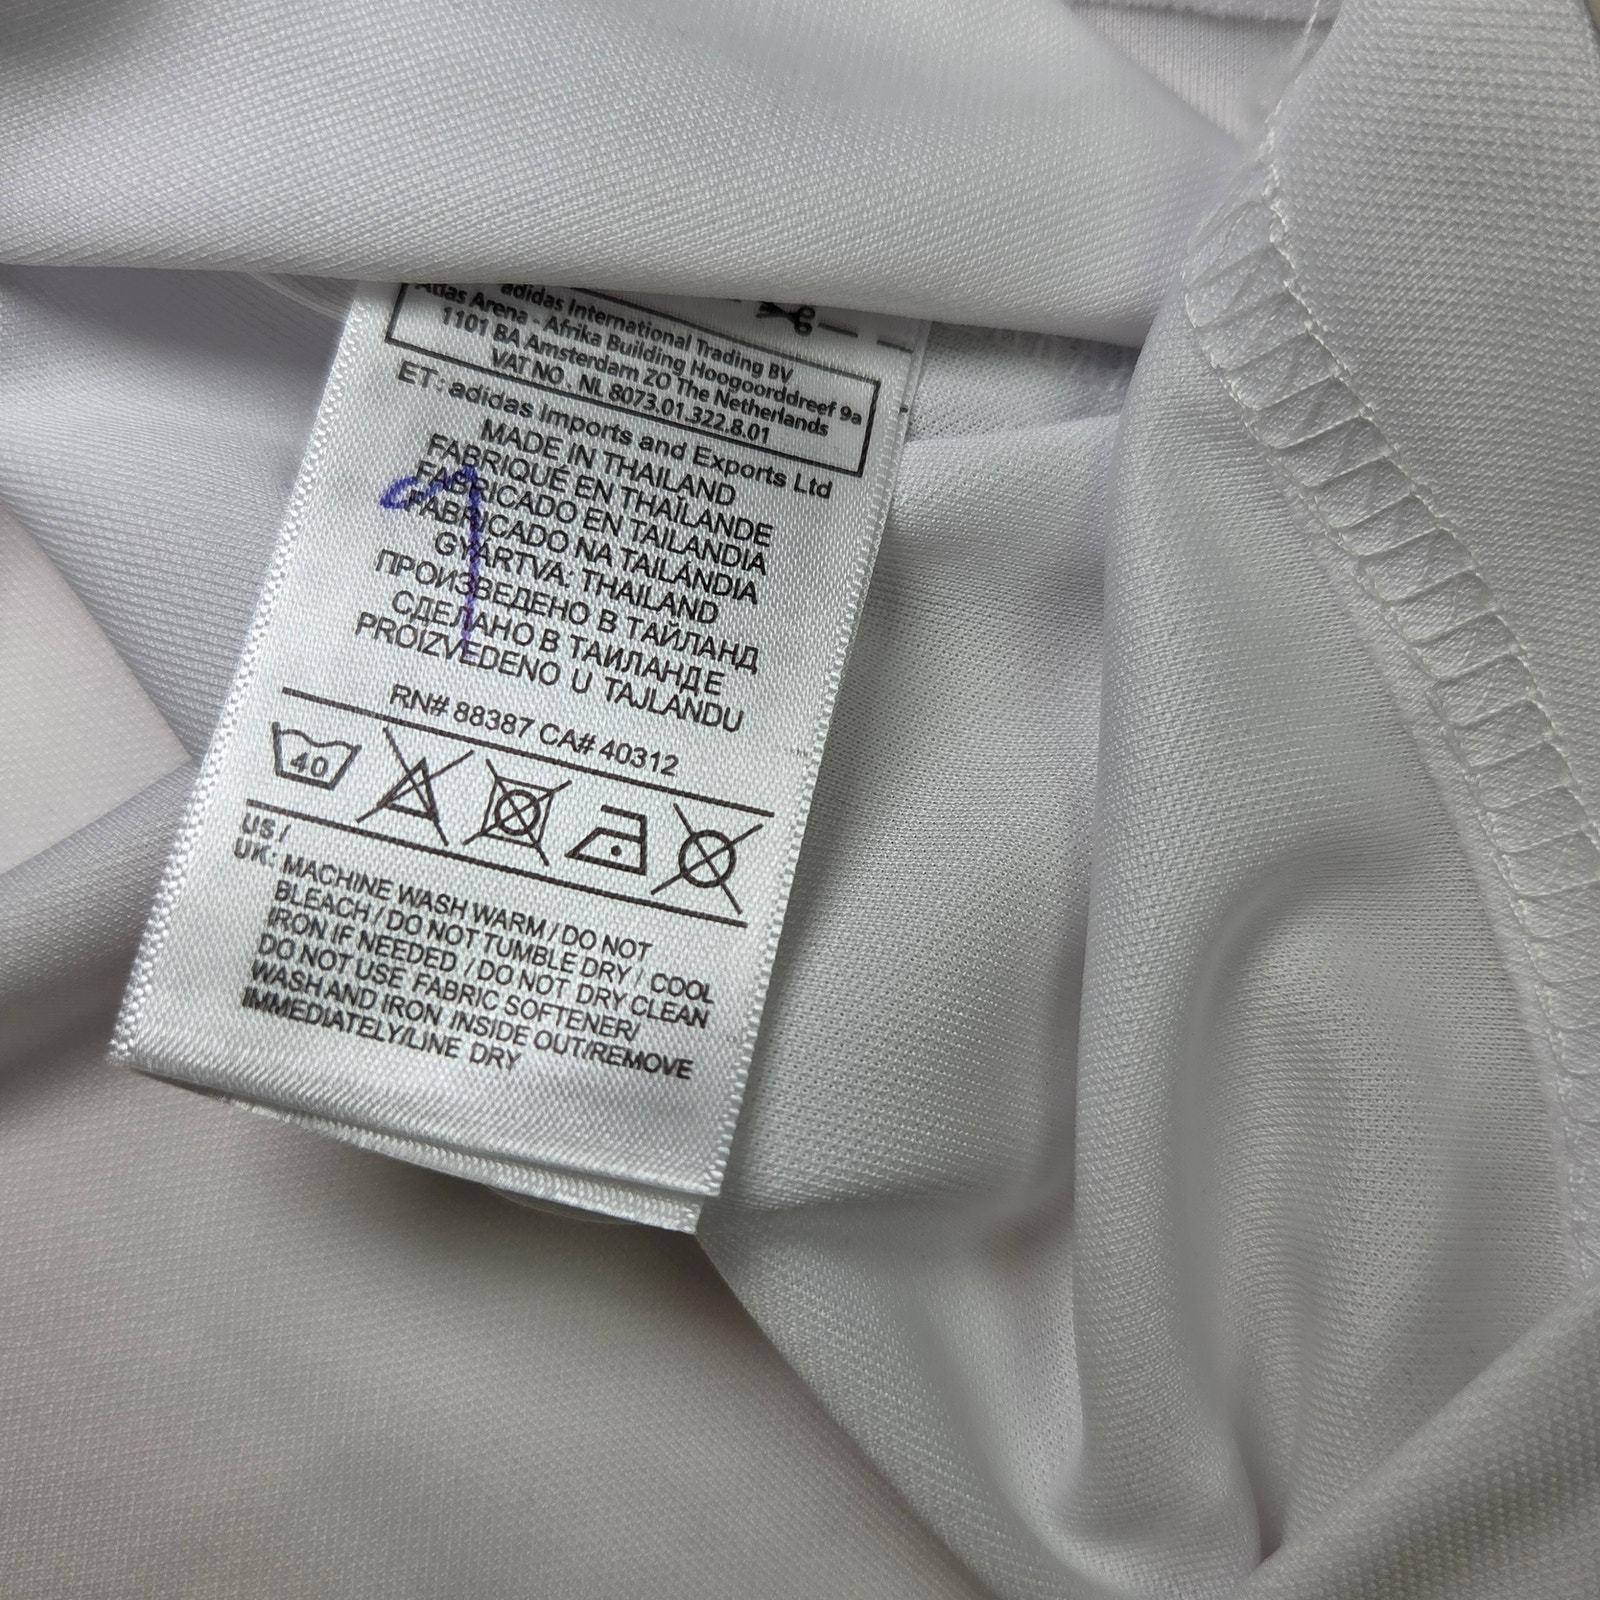 adidas International Trading BV
Atlas Arena - Afrika Building Hoogoorddreef 9a
1101 BA Amsterdam ZO The Netherlands
VAT NO . NL 8073.01.322.8.01
ET: adidas Imports and Exports Ltd
MADE IN THAILAND
FABRIQUÉ EN THAÏLANDE
FABRICADO EN TAILANDIA
FABRICADO NA TAILÂNDIA
GYÁRTVA: THAILAND
ПРОИЗВЕДЕНО В ТАЙЛАНД
СДЕЛАНО В ТАИЛАНДЕ
PROIZVEDENO U TAJLANDU
RN# 88387 CA# 40312
40
US /
UK: MACHINE WASH WARM / DO NOT
BLEACH / DO NOT TUMBLE DRY / COOL
IRON IF NEEDED / DO NOT DRY CLEAN
DO NOT USE FABRIC SOFTENER/
WASH AND IRON INSIDE OUT/REMOVE
IMMEDIATELY/LINE DRY